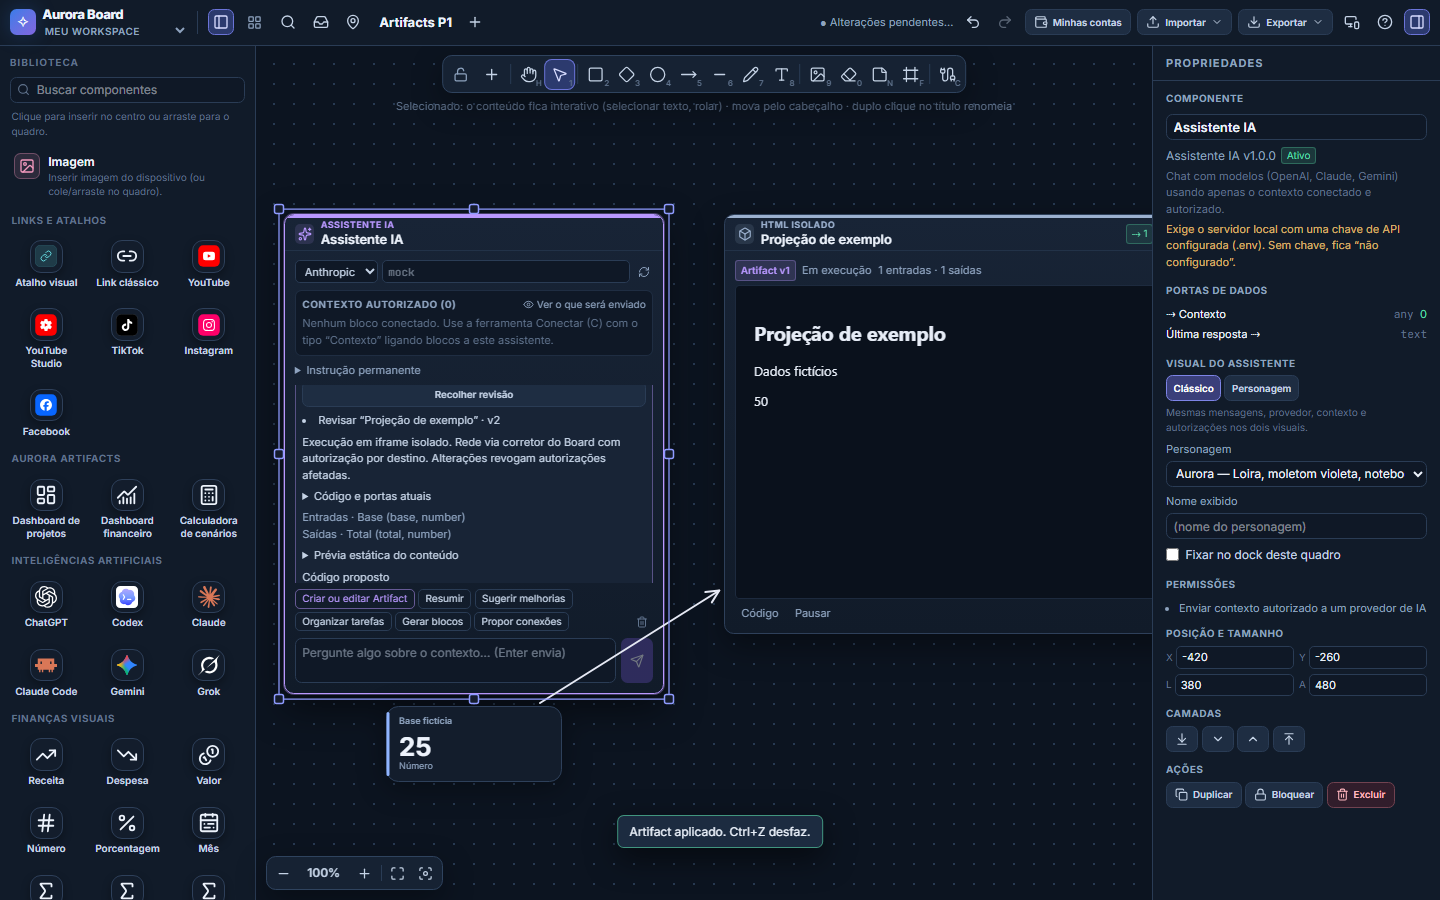 Aurora Board
MEU WORKSPACE
Artifacts P1
Alterações pendentes...
Minhas contas
Importar
Exportar
BIBLIOTECA
Buscar componentes
Clique para inserir no centro ou arraste para o
quadro.
Imagem
Inserir imagem do dispositivo (ou
cole/arraste no quadro).
LINKS E ATALHOS
Atalho visual
Link clássico
YouTube
YouTube
Studio
TikTok
Instagram
Facebook
AURORA ARTIFACTS
Dashboard de
projetos
Dashboard
financeiro
Calculadora
de cenários
INTELIGÊNCIAS ARTIFICIAIS
ChatGPT
Codex
Claude
Claude Code
Gemini
Grok
FINANÇAS VISUAIS
Receita
Despesa
Valor
Número
Porcentagem
Mês
H
1
2
3
4
5
6
7
8
9
0
N
F
C
Selecionado: o conteúdo fica interativo (selecionar texto, rolar) · mova pelo cabeçalho · duplo clique no título renomeia
ASSISTENTE IA
Assistente IA
Anthropic
mock
CONTEXTO AUTORIZADO (0)
Ver o que será enviado
Nenhum bloco conectado. Use a ferramenta Conectar (C) com o
tipo “Contexto” ligando blocos a este assistente.
Instrução permanente
Recolher revisão
• Revisar “Projeção de exemplo” · v2
Execução em iframe isolado. Rede via corretor do Board com
autorização por destino. Alterações revogam autorizações
afetadas.
Código e portas atuais
Entradas · Base (base, number)
Saídas · Total (total, number)
Prévia estática do conteúdo
Código proposto
Criar ou editar Artifact
Resumir
Sugerir melhorias
Organizar tarefas
Gerar blocos
Propor conexões
Pergunte algo sobre o contexto... (Enter envia)
Base fictícia
25
Número
HTML ISOLADO
Projeção de exemplo
→ 1
Artifact v1
Em execução 1 entradas · 1 saídas
Projeção de exemplo
Dados fictícios
50
Código
Pausar
Artifact aplicado. Ctrl+Z desfaz.
100%
PROPRIEDADES
COMPONENTE
Assistente IA
Assistente IA v1.0.0
Ativo
Chat com modelos (OpenAI, Claude, Gemini)
usando apenas o contexto conectado e
autorizado.
Exige o servidor local com uma chave de API
configurada (.env). Sem chave, fica “não
configurado”.
PORTAS DE DADOS
→ Contexto
any 0
Última resposta →
text
VISUAL DO ASSISTENTE
Clássico
Personagem
Mesmas mensagens, provedor, contexto e
autorizações nos dois visuais.
Personagem
Aurora — Loira, moletom violeta, notebo
Nome exibido
(nome do personagem)
Fixar no dock deste quadro
PERMISSÕES
• Enviar contexto autorizado a um provedor de IA
POSIÇÃO E TAMANHO
X -420
Y -260
L 380
A 480
CAMADAS
AÇÕES
Duplicar
Bloquear
Excluir